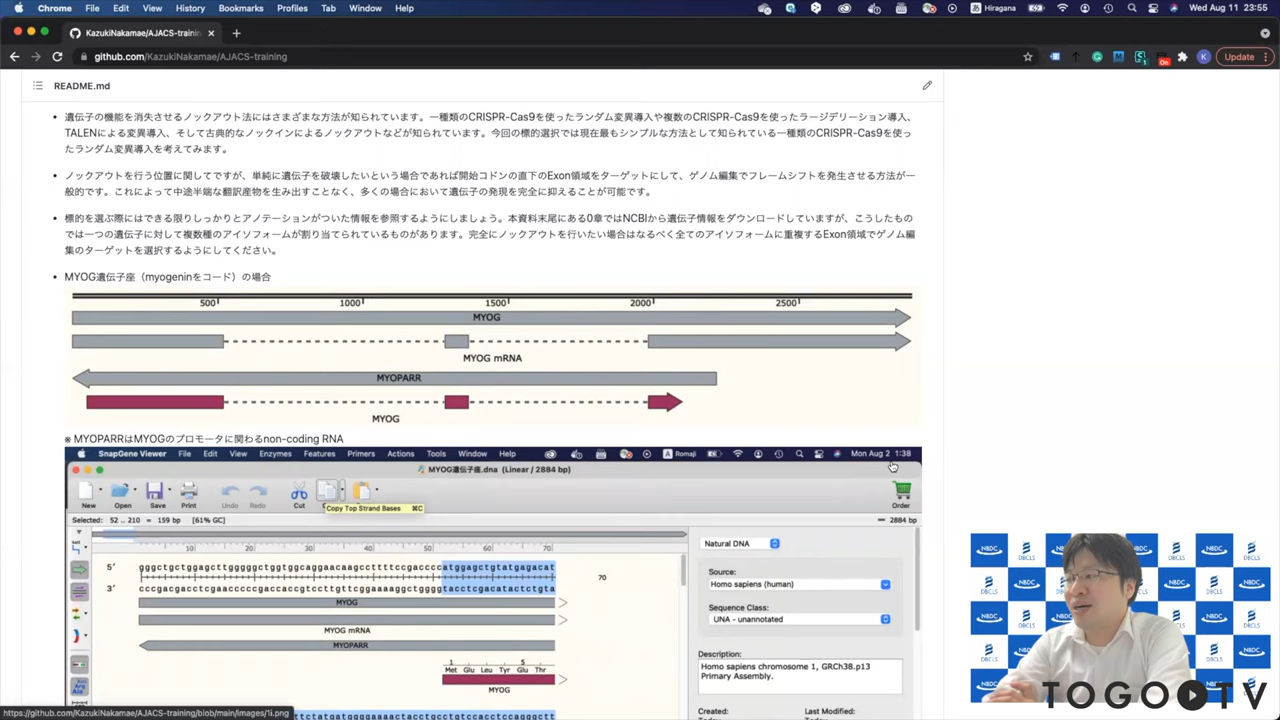 Chrome File Edit View History Bookmarks Profiles Tab Window Help
Hiragana Wed Aug 11 23:55
KazukiNakamae/AJACS-trainin
github.com/KazukiNakamae/AJACS-training
Update
README.md
遺伝子の機能を消失させるノックアウト法にはさまざまな方法が知られています。一種類のCRISPR-Cas9を使ったランダム変異導入や複数のCRISPR-Cas9を使ったラージデリーション導入、
TALENによる変異導入、そして古典的なノックインによるノックアウトなどが知られています。今回の標的選択では現在最もシンプルな方法として知られている一種類のCRISPR-Cas9を使っ
たランダム変異導入を考えてみます。
ノックアウトを行う位置に関してですが、単純に遺伝子を破壊したいという場合であれば開始コドンの直下のExon領域をターゲットにして、ゲノム編集でフレームシフトを発生させる方法が一
般的です。これによって中途半端な翻訳産物を生み出すことなく、多くの場合において遺伝子の発現を完全に抑えることが可能です。
標的を選ぶ際にはできる限りしっかりとアノテーションがついた情報を参照するようにしましょう。本資料末尾にある0章ではNCBIから遺伝子情報をダウンロードしていますが、こうしたもの
では一つの遺伝子に対して複数種のアイソフォームが割り当てられているものがあります。完全にノックアウトを行いたい場合はなるべく全てのアイソフォームに重複するExon領域でゲノム編
集のターゲットを選択するようにしてください。
MYOG遺伝子座（myogeninをコード）の場合
500 1000 1500 2000 2500
MYOG
MYOG mRNA
MYOPARR
MYOG
※ MYOPARRはMYOGのプロモータに関わるnon-coding RNA
SnapGene Viewer File Edit View Enzymes Features Primers Actions Tools Window Help
Romaji Mon Aug 2 1:38
MYOG遺伝子座.dna (Linear / 2884 bp)
New Open Save Print Undo Redo Cut Order
Copy Top Strand Bases ⌘C
Selected: 52 .. 210 = 159 bp [61% GC] 2884 bp
10 20 30 40 50 60 70
Natural DNA
5' gggctgctggagcttgggggctggtggcaggaacaagccttttccgaccccatggagctgtatgagacat
70
3' cccgacgacctcgaacccccgaccaccgtccttgttcggaaaaggctggggtacctcgacatactctgta
MYOG
MYOG mRNA
MYOPARR
1 5
Met Glu Leu Tyr Glu Thr
MYOG
Source:
Homo sapiens (human)
Sequence Class:
UNA - unannotated
Description:
Homo sapiens chromosome 1, GRCh38.p13
Primary Assembly.
Created: Last Modified:
https://github.com/KazukiNakamae/AJACS-training/blob/main/images/1i.png
NBDC DBCLS
TOGO TV